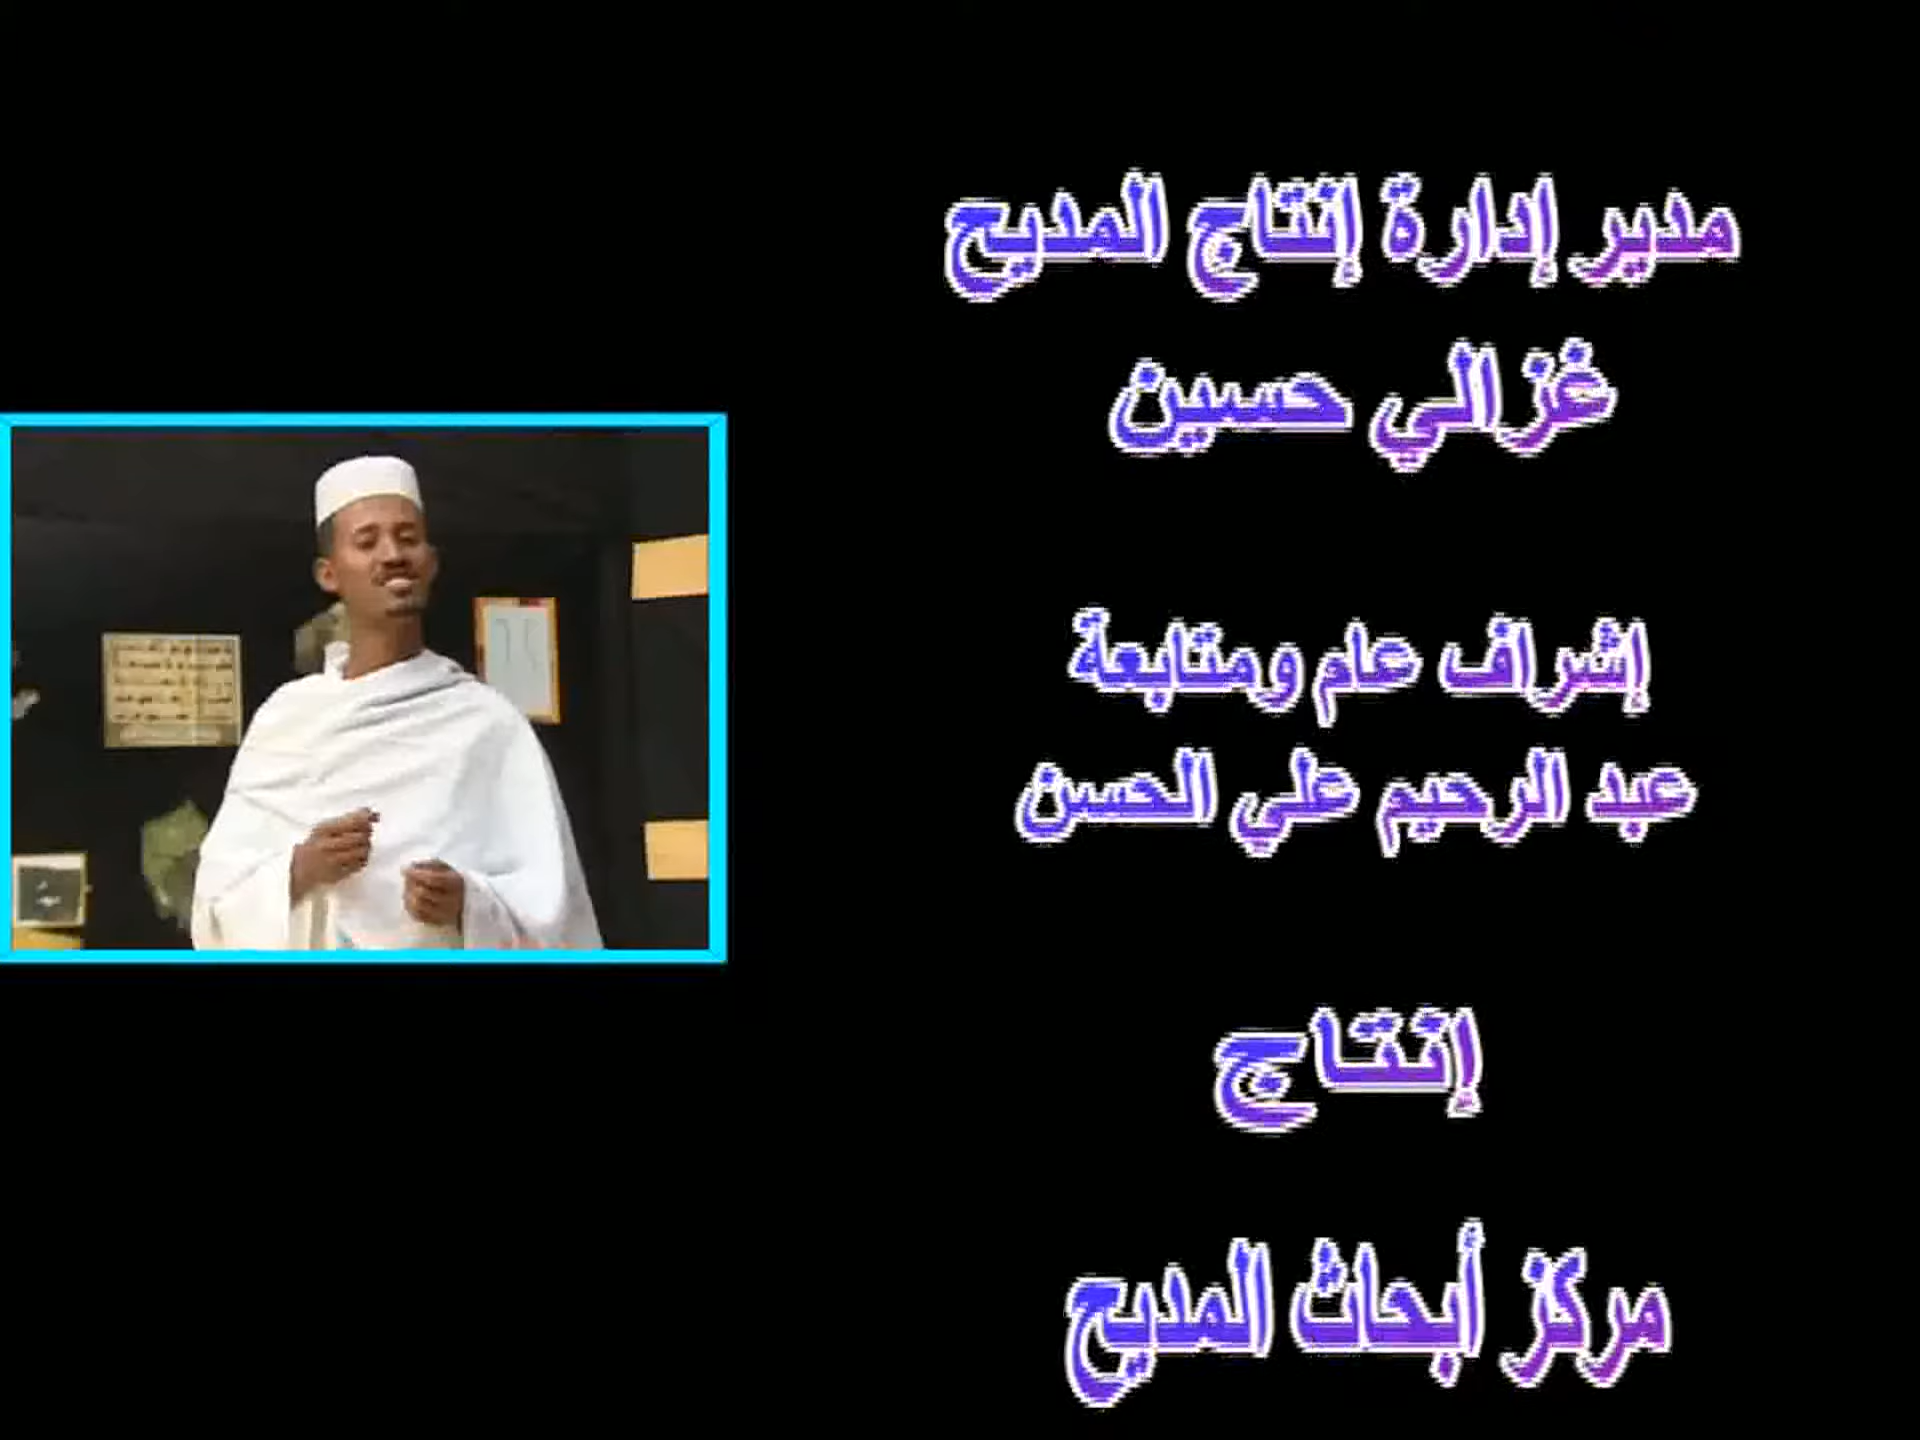 مدير إدارة إنتاج المديح
غزالي حسين
إشراف عام ومتابعة
عبد الرحيم علي الحسن
إنتاج
مركز أبحاث المديح